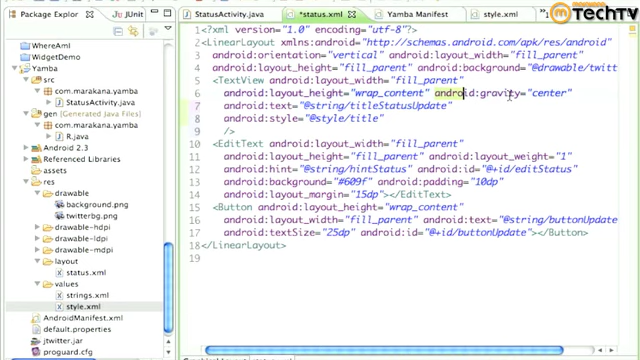 marakana
TechTV
Package Explorer
JUnit
StatusActivity.java
*status.xml
Yamba Manifest
style.xml
WhereAmI
WidgetDemo
Yamba
src
com.marakana.yamba
StatusActivity.java
gen [Generated Java Files]
com.marakana.yamba
R.java
Android 2.3.1
Referenced Libraries
assets
res
drawable
background.png
twitterbg.png
drawable-hdpi
drawable-ldpi
drawable-mdpi
layout
status.xml
values
strings.xml
style.xml
AndroidManifest.xml
default.properties
jtwitter.jar
proguard.cfg
1 <?xml version="1.0" encoding="utf-8"?>
2 <LinearLayout xmlns:android="http://schemas.android.com/apk/res/android"
3 android:orientation="vertical" android:layout_width="fill_parent"
4 android:layout_height="fill_parent" android:background="@drawable/twitt
5 <TextView android:layout_width="fill_parent"
6 android:layout_height="wrap_content" android:gravity="center"
7 android:text="@string/titleStatusUpdate"
8 android:style="@style/title"
9 />
10 <EditText android:layout_width="fill_parent"
11 android:layout_height="fill_parent" android:layout_weight="1"
12 android:hint="@string/hintStatus" android:id="@+id/editStatus"
13 android:background="#609f" android:padding="10dp"
14 android:layout_margin="15dp"></EditText>
15 <Button android:layout_height="wrap_content"
16 android:layout_width="fill_parent" android:text="@string/buttonUpdate
17 android:textSize="25dp" android:id="@+id/buttonUpdate"></Button>
18 </LinearLayout>
19